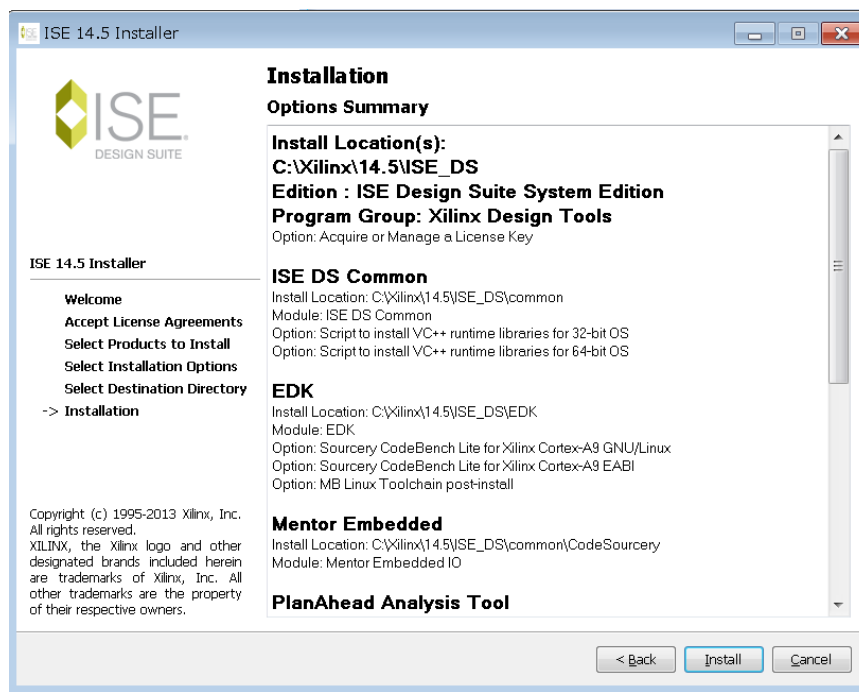 ISE 14.5 Installer
ISE.
DESIGN SUITE
ISE 14.5 Installer
Welcome
Accept License Agreements
Select Products to Install
Select Installation Options
Select Destination Directory
-> Installation
Copyright (c) 1995-2013 Xilinx, Inc.
All rights reserved.
XILINX, the Xilinx logo and other
designated brands included herein
are trademarks of Xilinx, Inc. All
other trademarks are the property
of their respective owners.
Installation
Options Summary
Install Location(s):
C:\Xilinx\14.5\ISE_DS
Edition : ISE Design Suite System Edition
Program Group: Xilinx Design Tools
Option: Acquire or Manage a License Key
ISE DS Common
Install Location: C:\Xilinx\14.5\ISE_DS\common
Module: ISE DS Common
Option: Script to install VC++ runtime libraries for 32-bit OS
Option: Script to install VC++ runtime libraries for 64-bit OS
EDK
Install Location: C:\Xilinx\14.5\ISE_DS\EDK
Module: EDK
Option: Sourcery CodeBench Lite for Xilinx Cortex-A9 GNU/Linux
Option: Sourcery CodeBench Lite for Xilinx Cortex-A9 EABI
Option: MB Linux Toolchain post-install
Mentor Embedded
Install Location: C:\Xilinx\14.5\ISE_DS\common\CodeSourcery
Module: Mentor Embedded IO
PlanAhead Analysis Tool
< Back
Install
Cancel